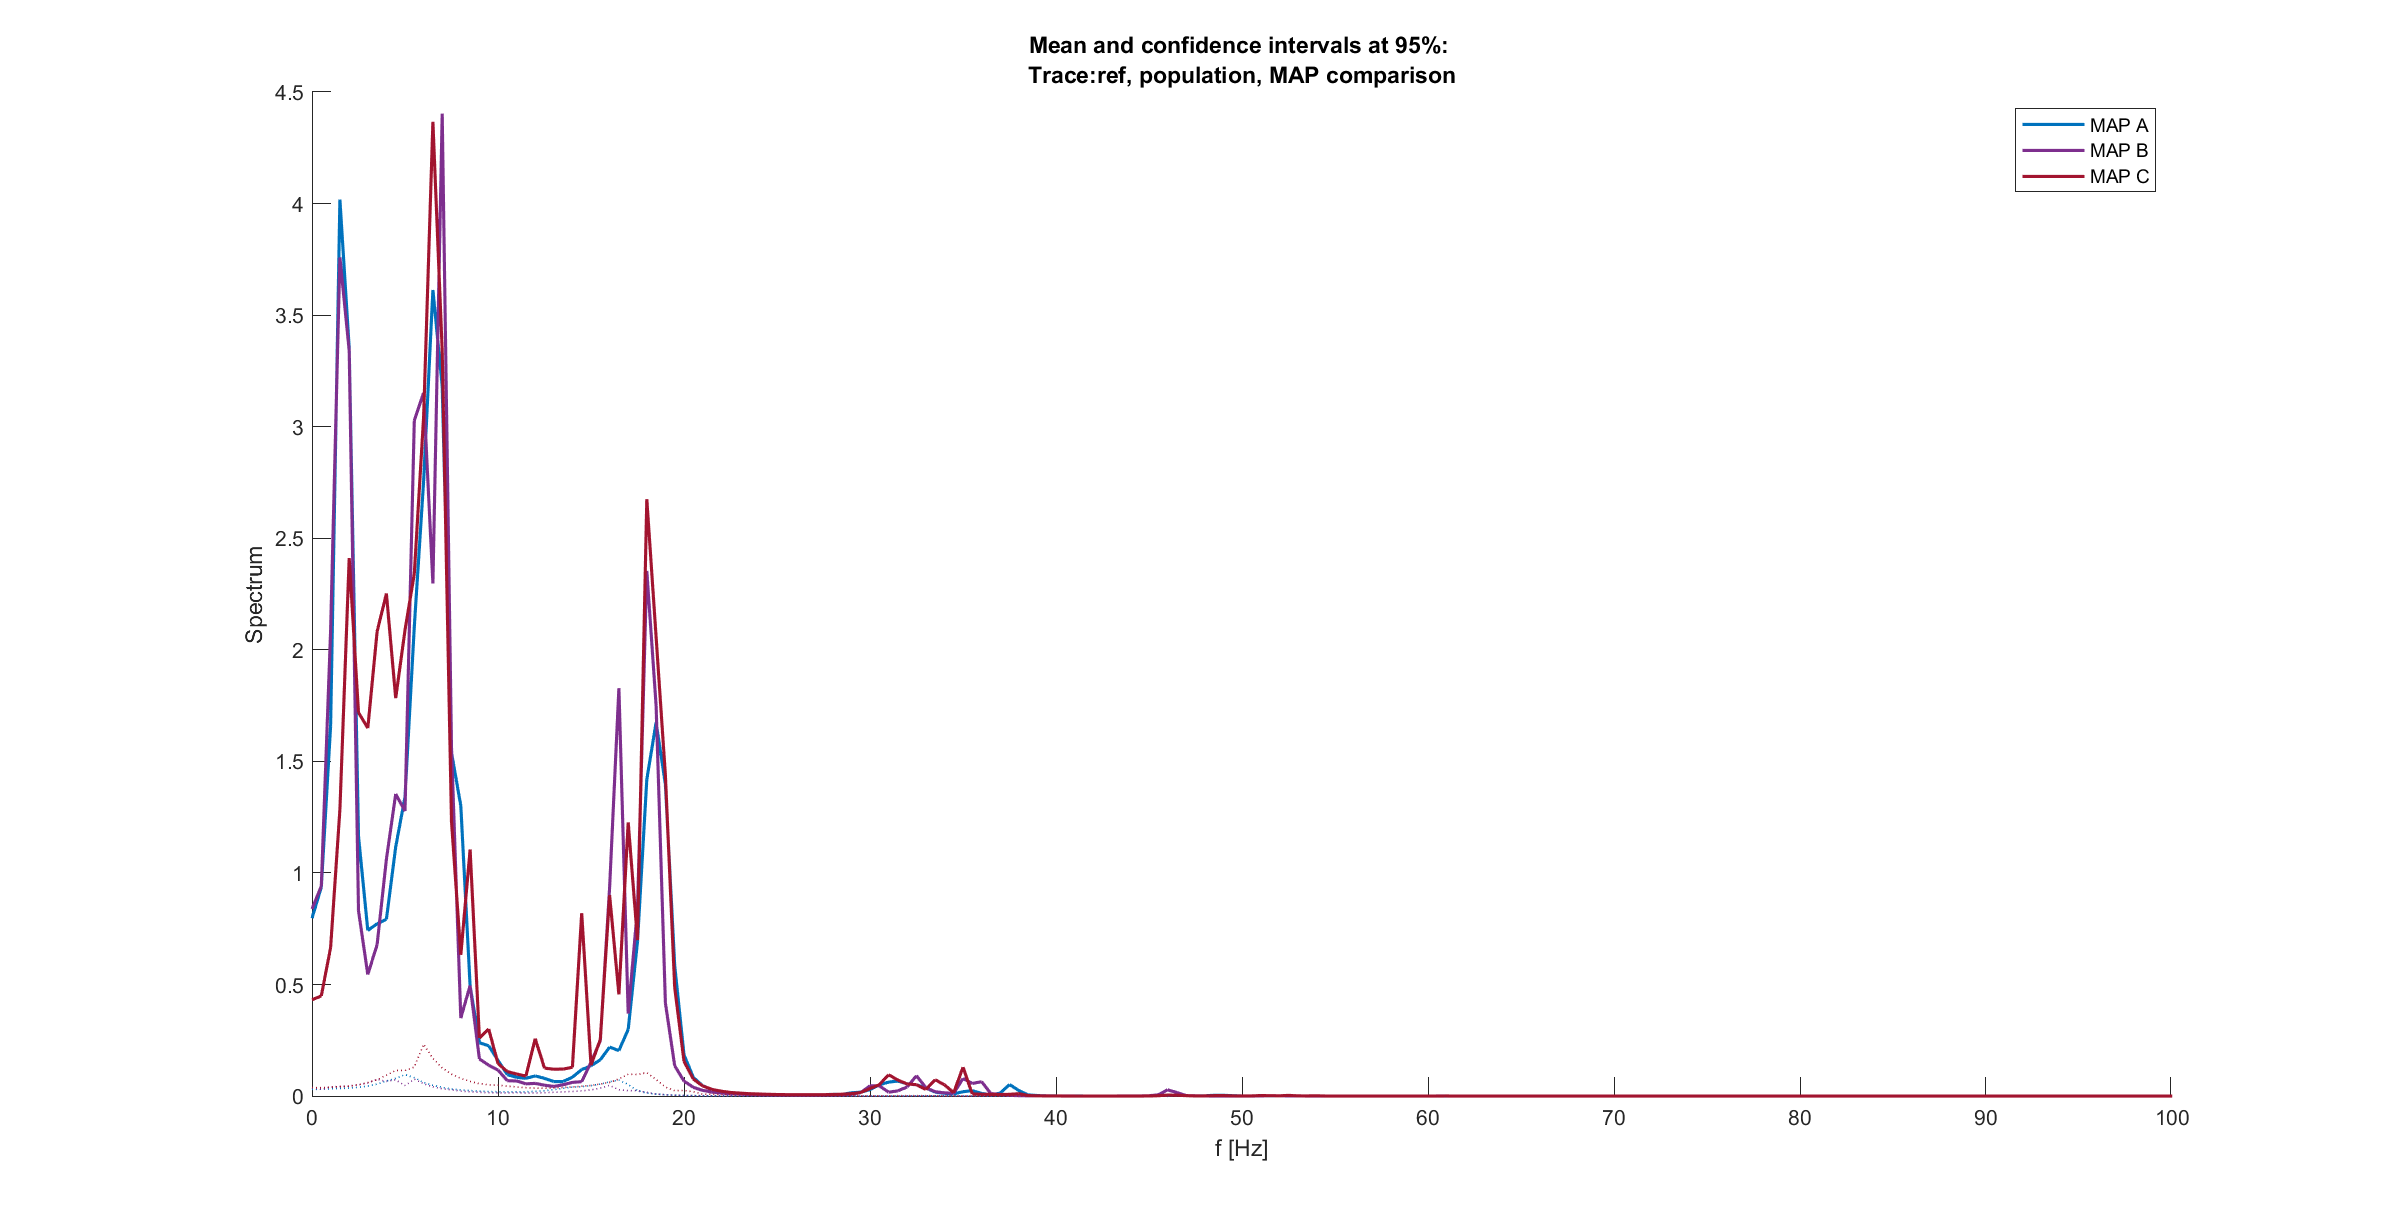 Mean and confidence intervals at 95%:
Trace:ref, population, MAP comparison
MAP A
MAP B
MAP C
Spectrum
4.5
4
3.5
3
2.5
2
1.5
1
0.5
0
0 10 20 30 40 50 60 70 80 90 100
f [Hz]